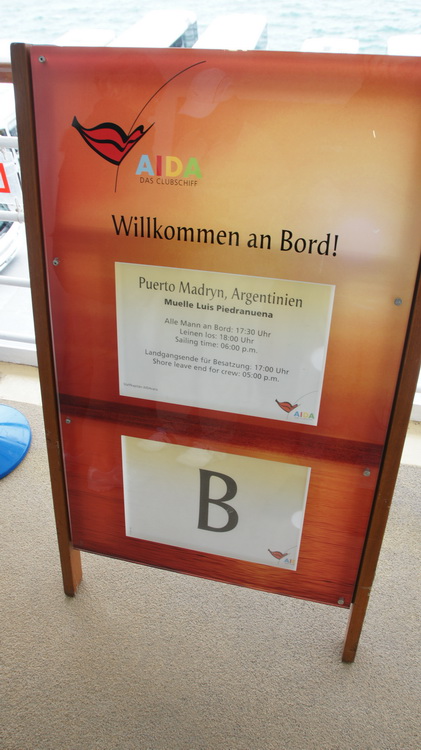 AIDA
DAS CLUBSCHIFF
Willkommen an Bord!
Puerto Madryn, Argentinien
Muelle Luis Piedranuena
Alle Mann an Bord: 17:30 Uhr
Leinen los: 18:00 Uhr
Sailing time: 06:00 p.m.
Landgangsende für Besatzung: 17:00 Uhr
Shore leave end for crew: 05:00 p.m.
AIDA
B